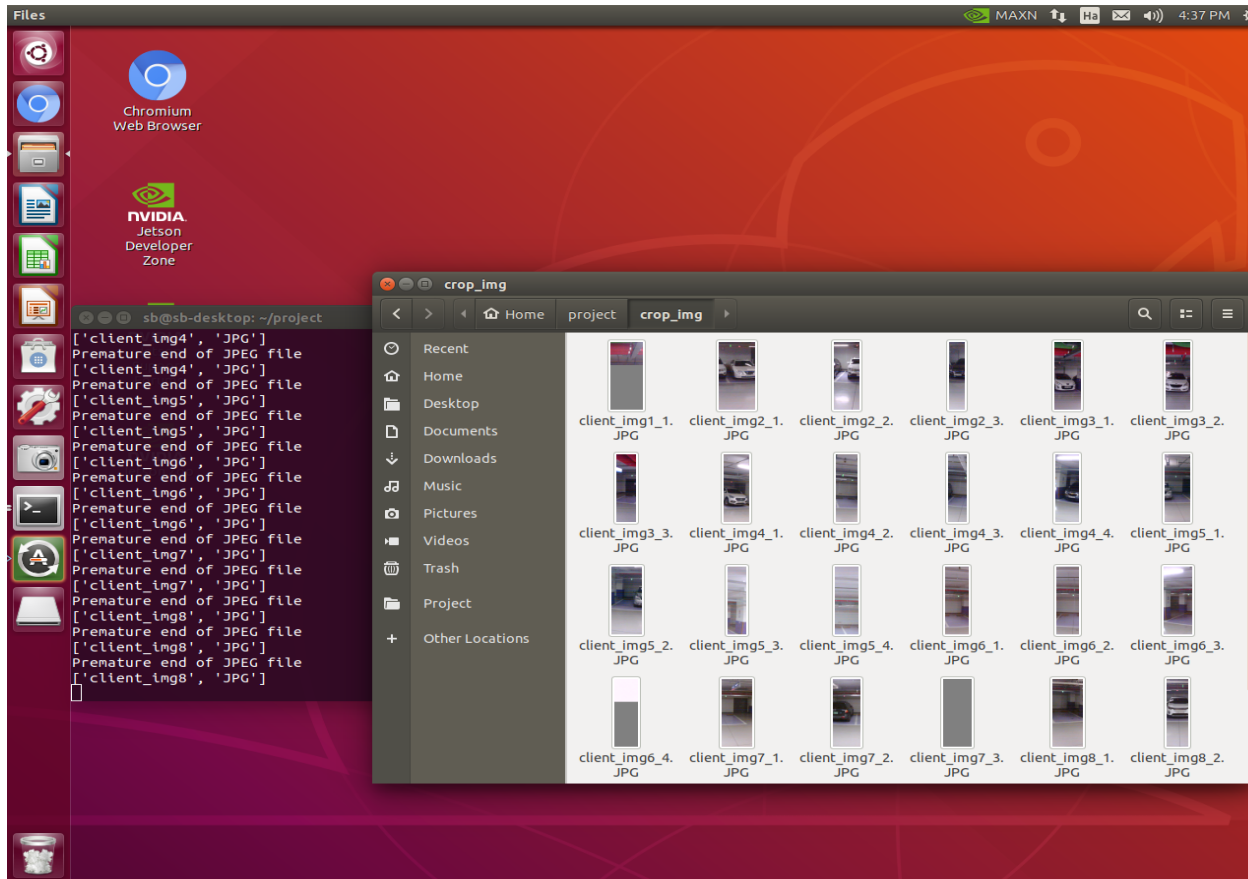 Files
MAXN
Ha
4:37 PM
Chromium
Web Browser
NVIDIA.
Jetson
Developer
Zone
sb@sb-desktop: ~/project
['client_img4', 'JPG']
Premature end of JPEG file
['client_img4', 'JPG']
Premature end of JPEG file
['client_img5', 'JPG']
Premature end of JPEG file
['client_img5', 'JPG']
Premature end of JPEG file
['client_img6', 'JPG']
Premature end of JPEG file
['client_img6', 'JPG']
Premature end of JPEG file
['client_img6', 'JPG']
Premature end of JPEG file
['client_img7', 'JPG']
Premature end of JPEG file
['client_img7', 'JPG']
Premature end of JPEG file
['client_img8', 'JPG']
Premature end of JPEG file
['client_img8', 'JPG']
Premature end of JPEG file
['client_img8', 'JPG']
crop_img
Home project crop_img
Recent
Home
Desktop
Documents
Downloads
Music
Pictures
Videos
Trash
Project
Other Locations
client_img1_1. client_img2_1. client_img2_2. client_img2_3. client_img3_1. client_img3_2.
JPG JPG JPG JPG JPG JPG
client_img3_3. client_img4_1. client_img4_2. client_img4_3. client_img4_4. client_img5_1.
JPG JPG JPG JPG JPG JPG
client_img5_2. client_img5_3. client_img5_4. client_img6_1. client_img6_2. client_img6_3.
JPG JPG JPG JPG JPG JPG
client_img6_4. client_img7_1. client_img7_2. client_img7_3. client_img8_1. client_img8_2.
JPG JPG JPG JPG JPG JPG